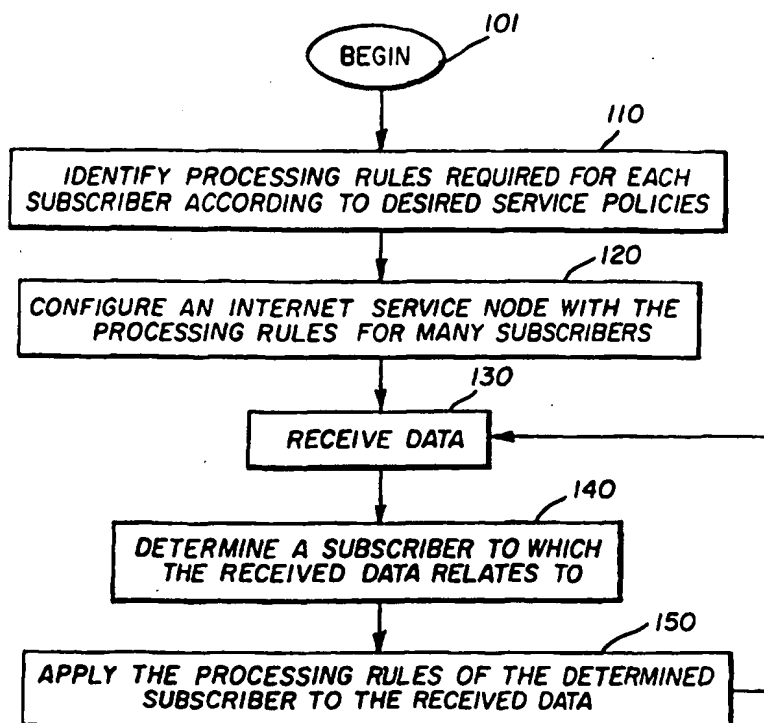 101
BEGIN
110
IDENTIFY PROCESSING RULES REQUIRED FOR EACH
SUBSCRIBER ACCORDING TO DESIRED SERVICE POLICIES
120
CONFIGURE AN INTERNET SERVICE NODE WITH THE
PROCESSING RULES FOR MANY SUBSCRIBERS
130
RECEIVE DATA
140
DETERMINE A SUBSCRIBER TO WHICH
THE RECEIVED DATA RELATES TO
150
APPLY THE PROCESSING RULES OF THE DETERMINED
SUBSCRIBER TO THE RECEIVED DATA